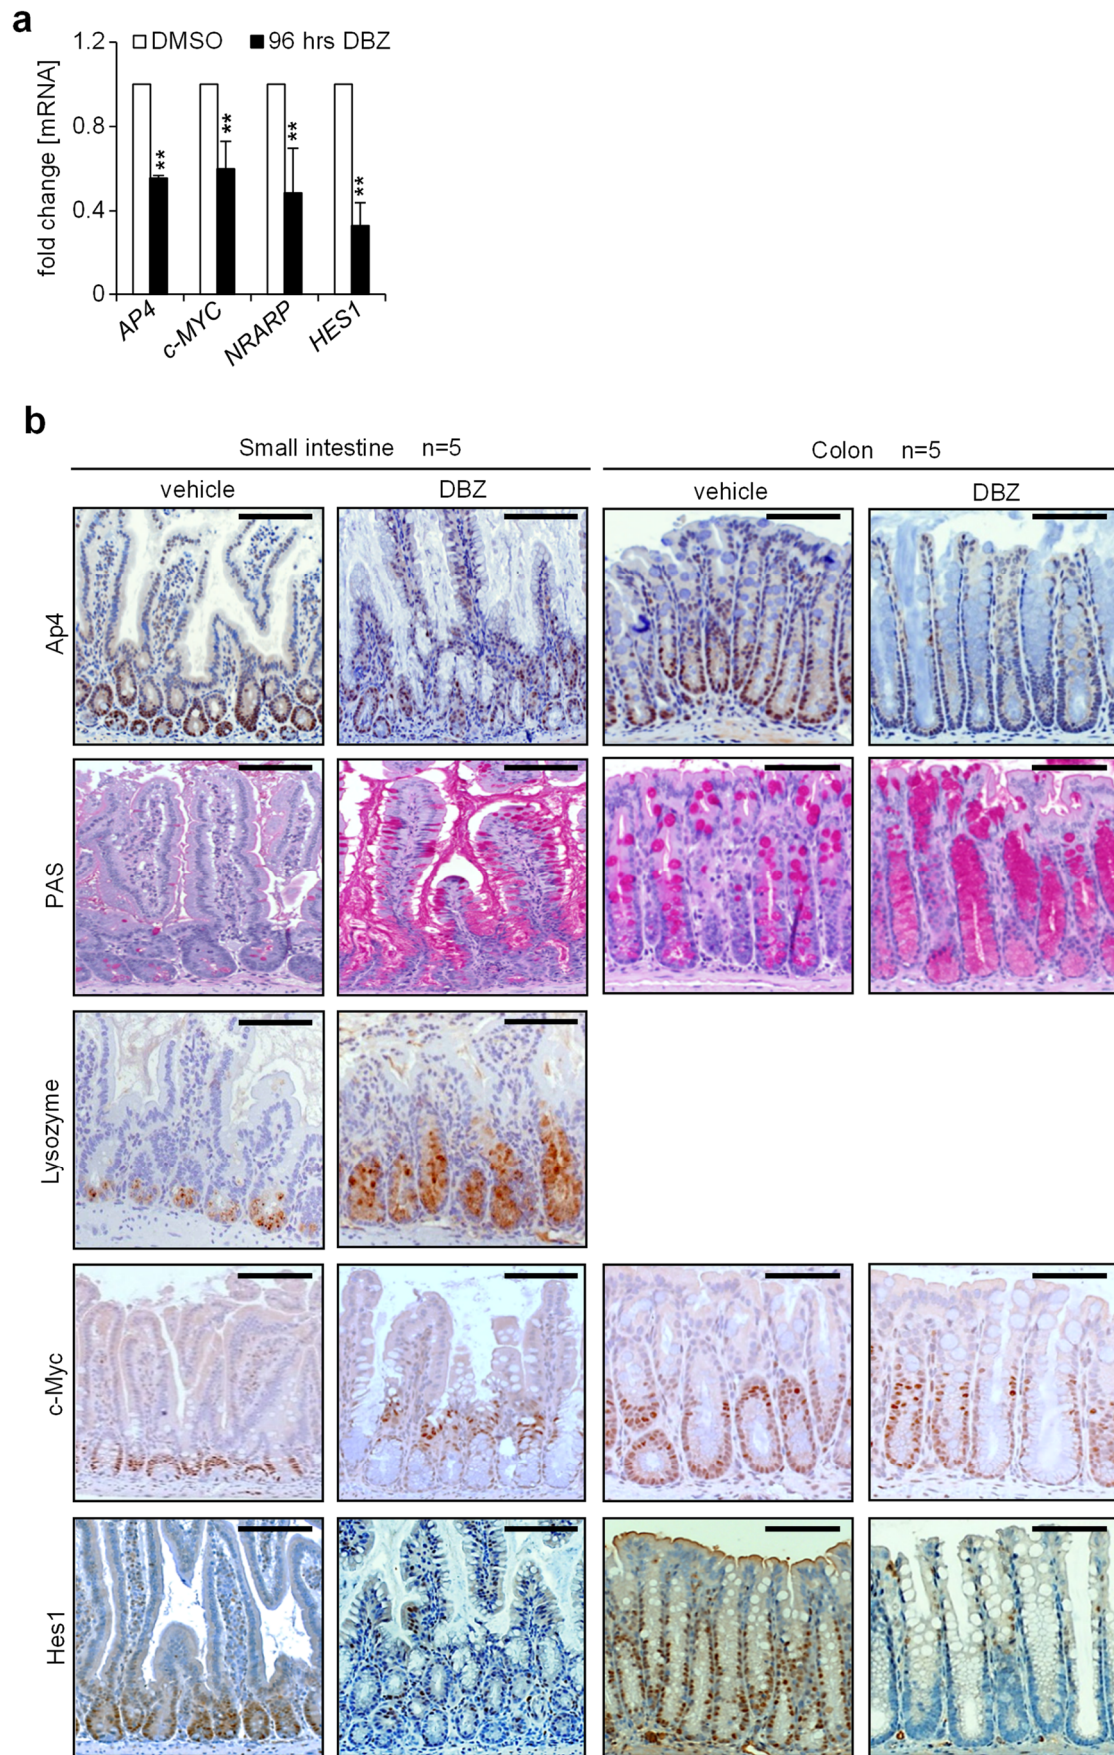 a
1.2
DMSO
96 hrs DBZ
fold change [mRNA]
0.8
0.4
0
**
**
**
**
AP4
c-MYC
NRARP
HES1
b
Small intestine n=5
Colon n=5
vehicle
DBZ
vehicle
DBZ
Ap4
PAS
Lysozyme
c-Myc
Hes1